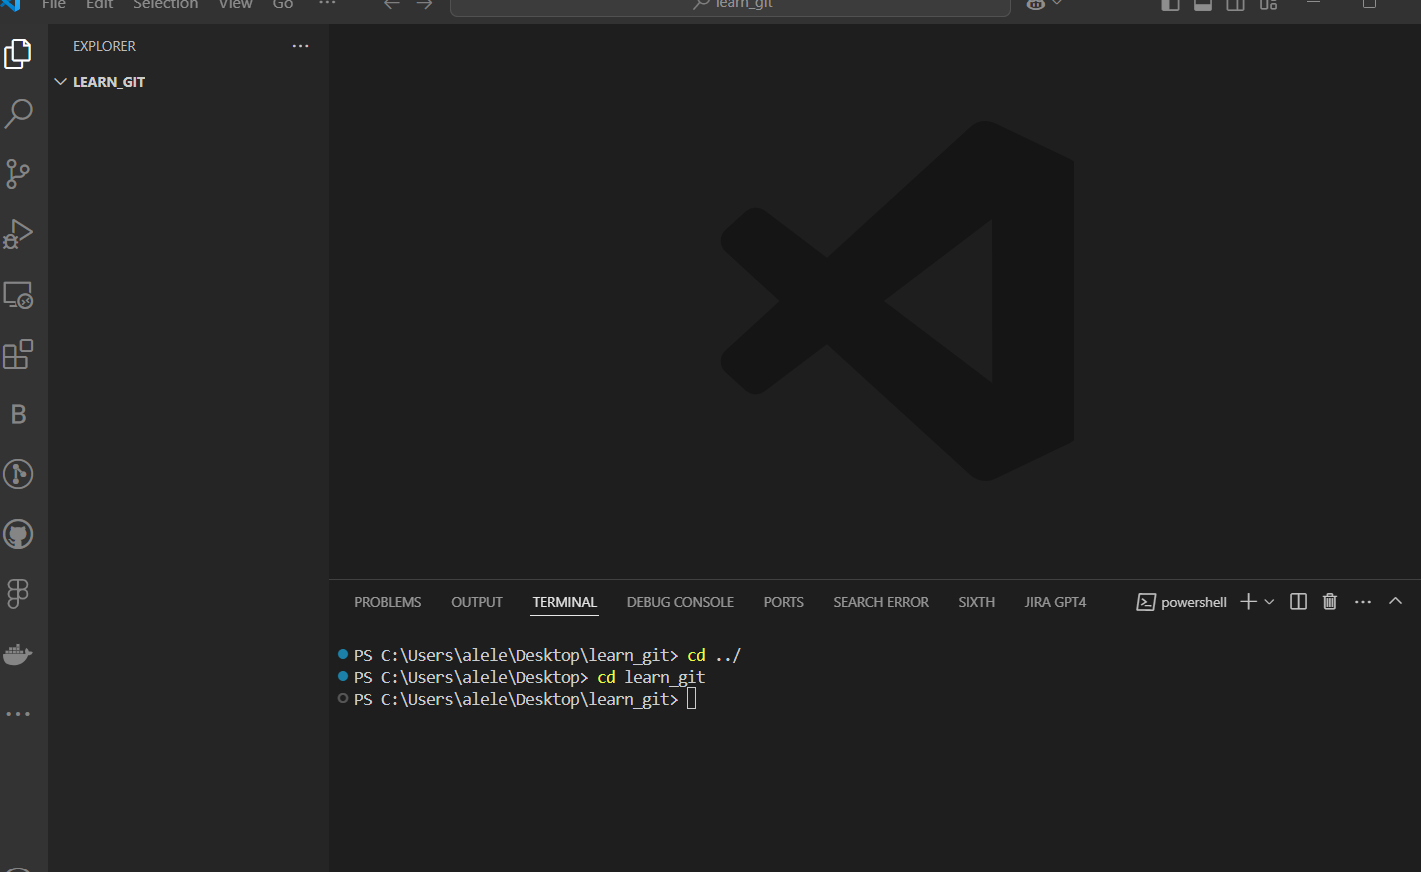 File Edit Selection View Go ···
learn_git
EXPLORER ···
LEARN_GIT
B
PROBLEMS OUTPUT TERMINAL DEBUG CONSOLE PORTS SEARCH ERROR SIXTH JIRA GPT4
powershell
PS C:\Users\alele\Desktop\learn_git> cd ../
PS C:\Users\alele\Desktop> cd learn_git
PS C:\Users\alele\Desktop\learn_git>